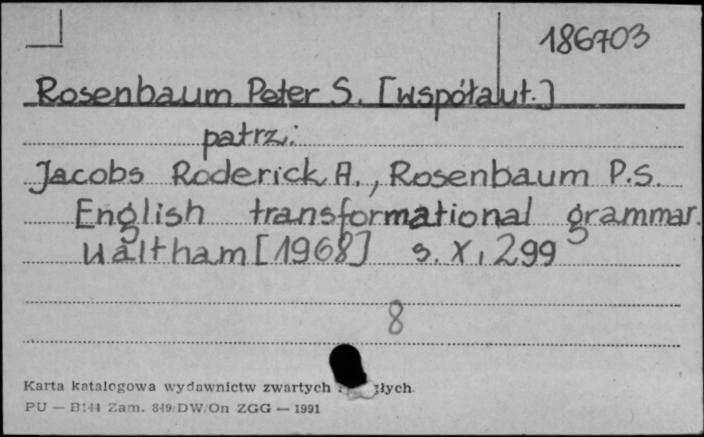 186703
Rosenbaum Peter S. [współaut.]
patrz:
Jacobs Roderick A., Rosenbaum P.S.
English transformational grammar.
Waltham [1968] s. X, 299
8
Karta katalogowa wydawnictw zwartych
PU — B144 Zam. 849/DW/On ZGG — 1991